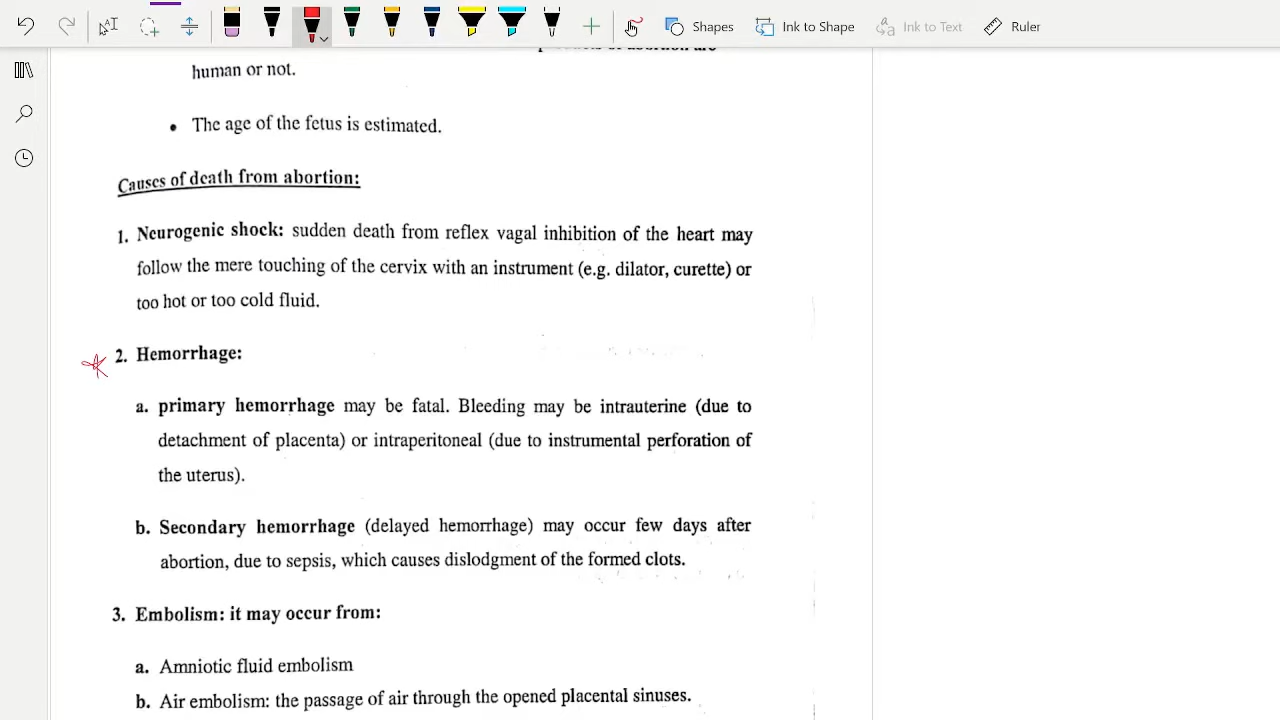 Shapes
Ink to Shape
Ink to Text
Ruler
human or not.
• The age of the fetus is estimated.
Causes of death from abortion:
1. Neurogenic shock: sudden death from reflex vagal inhibition of the heart may
follow the mere touching of the cervix with an instrument (e.g. dilator, curette) or
too hot or too cold fluid.
2. Hemorrhage:
a. primary hemorrhage may be fatal. Bleeding may be intrauterine (due to
detachment of placenta) or intraperitoneal (due to instrumental perforation of
the uterus).
b. Secondary hemorrhage (delayed hemorrhage) may occur few days after
abortion, due to sepsis, which causes dislodgment of the formed clots.
3. Embolism: it may occur from:
a. Amniotic fluid embolism
b. Air embolism: the passage of air through the opened placental sinuses.